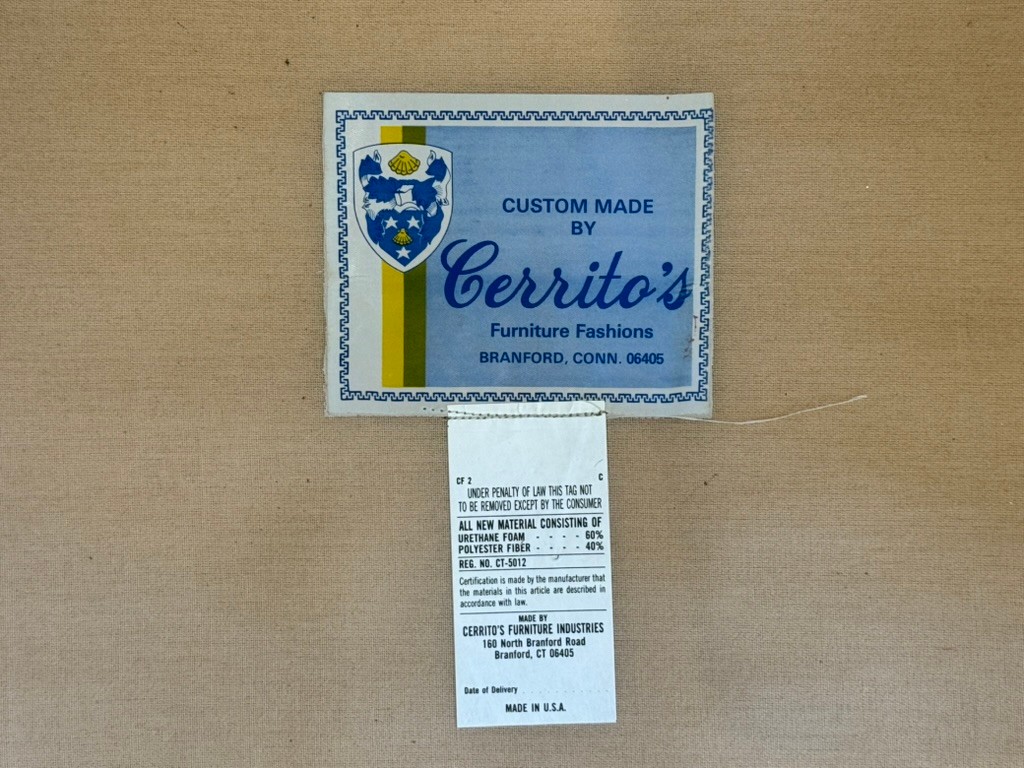 CUSTOM MADE
BY
Cerrito's
Furniture Fashions
BRANFORD, CONN. 06405
CF 2 C
UNDER PENALTY OF LAW THIS TAG NOT
TO BE REMOVED EXCEPT BY THE CONSUMER
ALL NEW MATERIAL CONSISTING OF
URETHANE FOAM - - - - 60%
POLYESTER FIBER - - - - 40%
REG. NO. CT-5012
Certification is made by the manufacturer that
the materials in this article are described in
accordance with law.
MADE BY
CERRITO'S FURNITURE INDUSTRIES
160 North Branford Road
Branford, CT 06405
Date of Delivery . . . . . . . . . . . .
MADE IN U.S.A.